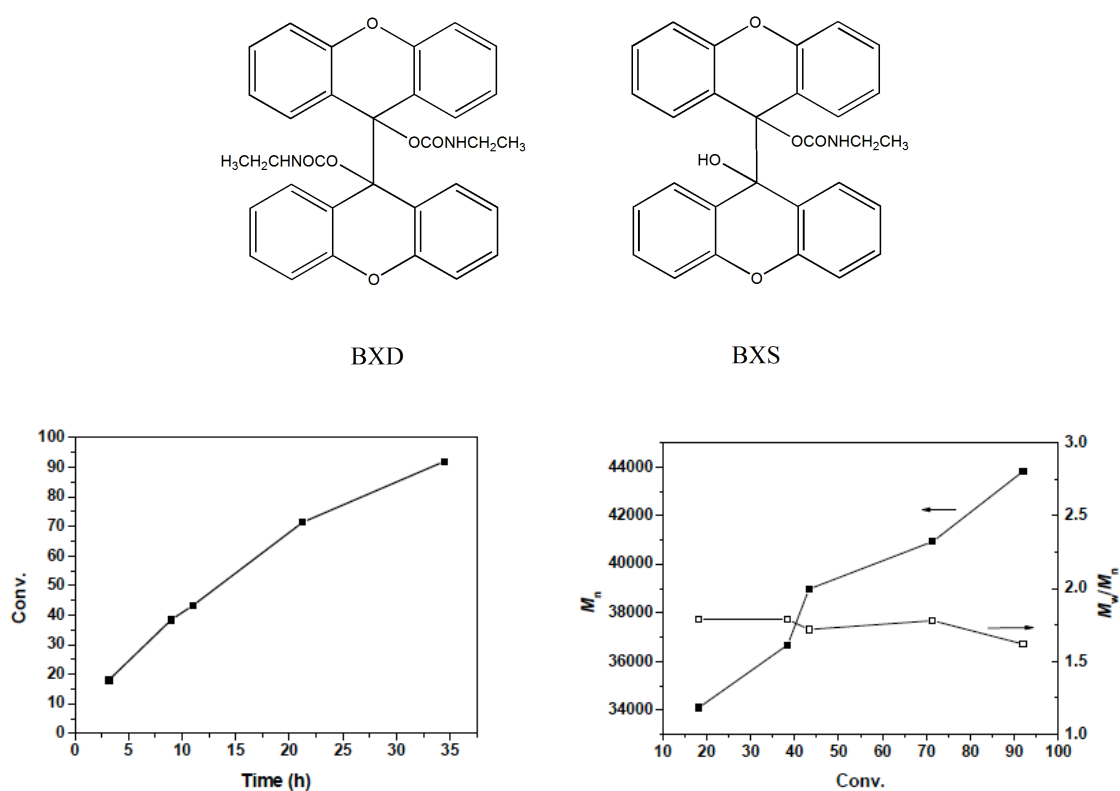 O
O
OCONHCH₂CH₃
OCONHCH₂CH₃
H₃CH₂CHNOCO
HO
O
O
BXD
BXS
100
90
80
70
60
50
40
30
20
10
0
Conv.
0 5 10 15 20 25 30 35
Time (h)
44000
42000
40000
38000
36000
34000
Mn
3.0
2.5
2.0
1.5
1.0
Mw/Mn
10 20 30 40 50 60 70 80 90 100
Conv.